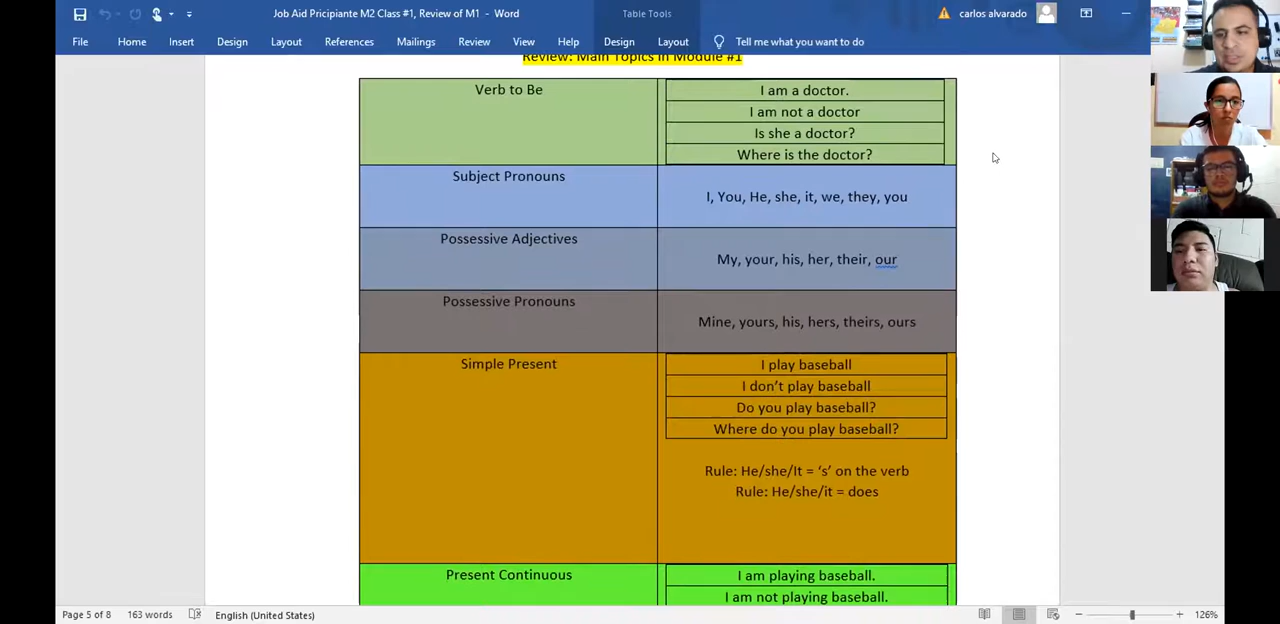 Job Aid Pricipiante M2 Class #1, Review of M1 - Word
Table Tools
carlos alvarado
File Home Insert Design Layout References Mailings Review View Help Design Layout Tell me what you want to do
Review: Main Topics in Module #1
Verb to Be
I am a doctor.
I am not a doctor
Is she a doctor?
Where is the doctor?
Subject Pronouns
I, You, He, she, it, we, they, you
Possessive Adjectives
My, your, his, her, their, our
Possessive Pronouns
Mine, yours, his, hers, theirs, ours
Simple Present
I play baseball
I don't play baseball
Do you play baseball?
Where do you play baseball?
Rule: He/she/It = ‘s’ on the verb
Rule: He/she/it = does
Present Continuous
I am playing baseball.
I am not playing baseball.
Page 5 of 8 163 words English (United States) 126%